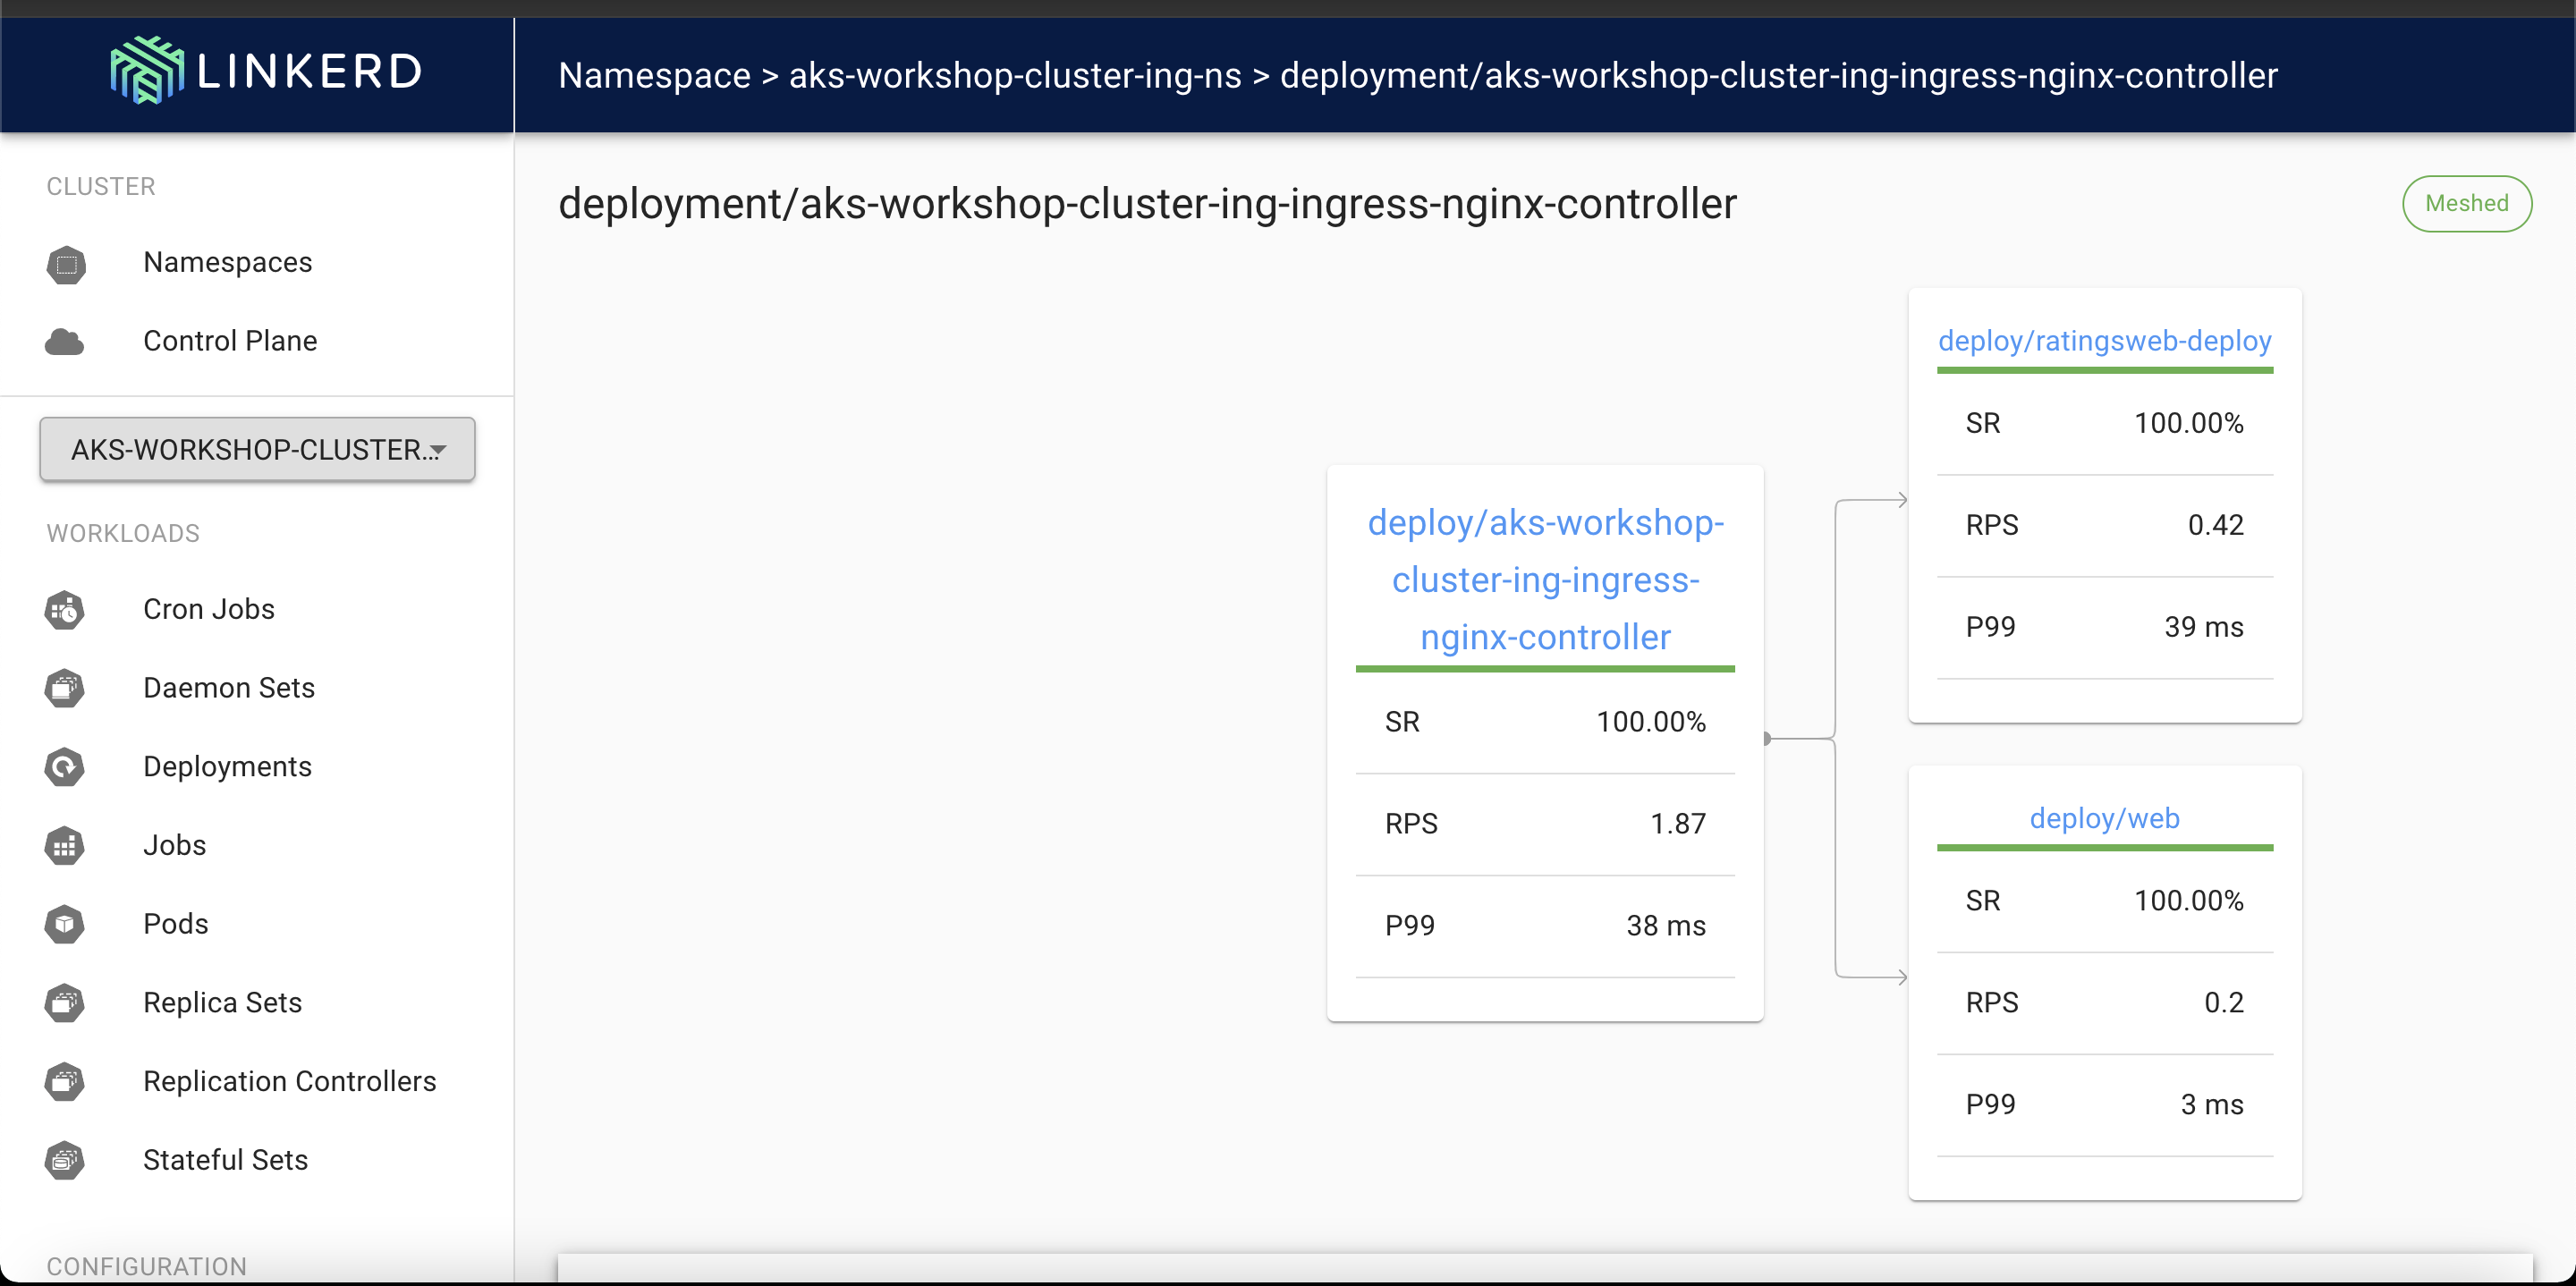 LINKERD
Namespace > aks-workshop-cluster-ing-ns > deployment/aks-workshop-cluster-ing-ingress-nginx-controller
CLUSTER
Namespaces
Control Plane
AKS-WORKSHOP-CLUSTER...
WORKLOADS
Cron Jobs
Daemon Sets
Deployments
Jobs
Pods
Replica Sets
Replication Controllers
Stateful Sets
CONFIGURATION
deployment/aks-workshop-cluster-ing-ingress-nginx-controller
Meshed
deploy/aks-workshop-
cluster-ing-ingress-
nginx-controller
SR 100.00%
RPS 1.87
P99 38 ms
deploy/ratingsweb-deploy
SR 100.00%
RPS 0.42
P99 39 ms
deploy/web
SR 100.00%
RPS 0.2
P99 3 ms